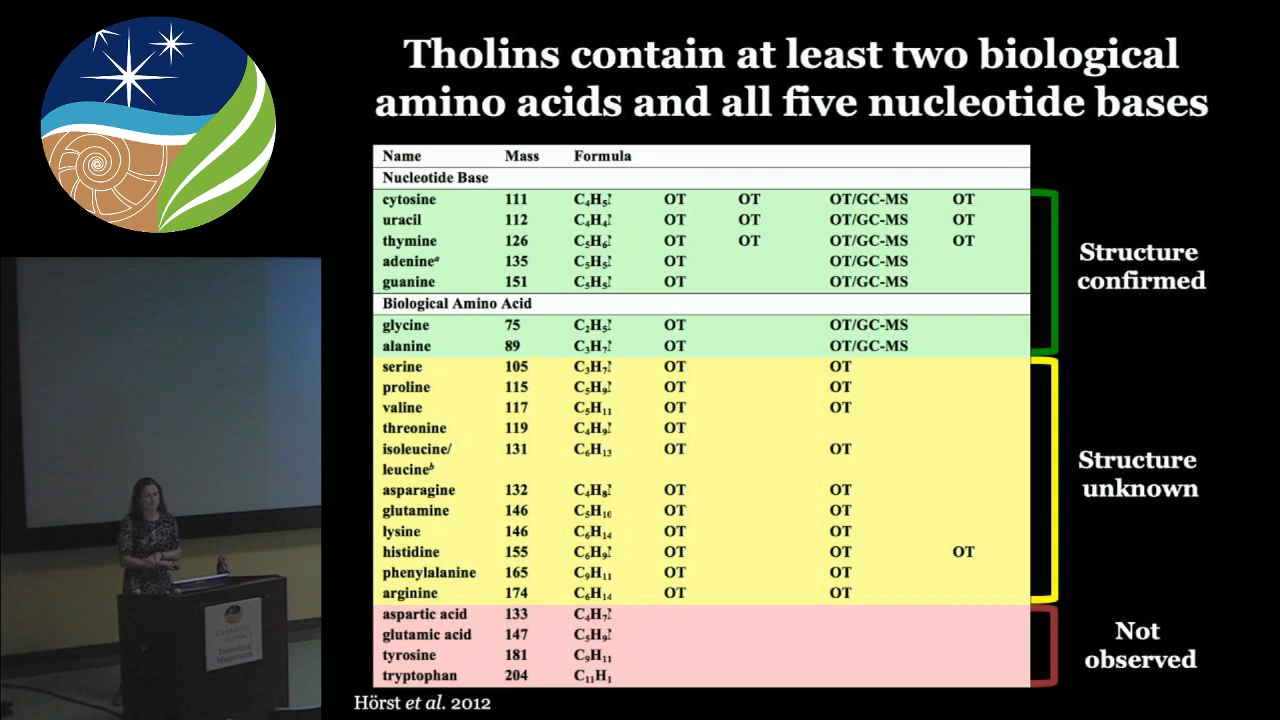 Tholins contain at least two biological
amino acids and all five nucleotide bases
Name Mass Formula
Nucleotide Base
cytosine 111 C₄H₅ OT OT OT/GC-MS OT
uracil 112 C₄H₄ OT OT OT/GC-MS OT
thymine 126 C₅H₆ OT OT OT/GC-MS OT
adenineᵃ 135 C₅H₅ OT OT/GC-MS
guanine 151 C₅H₅ OT OT/GC-MS
Biological Amino Acid
glycine 75 C₂H₅ OT OT/GC-MS
alanine 89 C₃H₇ OT OT/GC-MS
serine 105 C₃H₇ OT OT
proline 115 C₅H₉ OT OT
valine 117 C₅H₁₁ OT OT
threonine 119 C₄H₉ OT
isoleucine/ 131 C₆H₁₃ OT OT
leucineᵇ
asparagine 132 C₄H₈ OT OT
glutamine 146 C₅H₁₀ OT OT
lysine 146 C₆H₁₄ OT OT
histidine 155 C₆H₉ OT OT OT
phenylalanine 165 C₉H₁₁ OT OT
arginine 174 C₆H₁₄ OT OT
aspartic acid 133 C₄H₇
glutamic acid 147 C₅H₉
tyrosine 181 C₉H₁₁
tryptophan 204 C₁₁H₁
Structure
confirmed
Structure
unknown
Not
observed
Hörst et al. 2012
Terrestrial
Magnetism